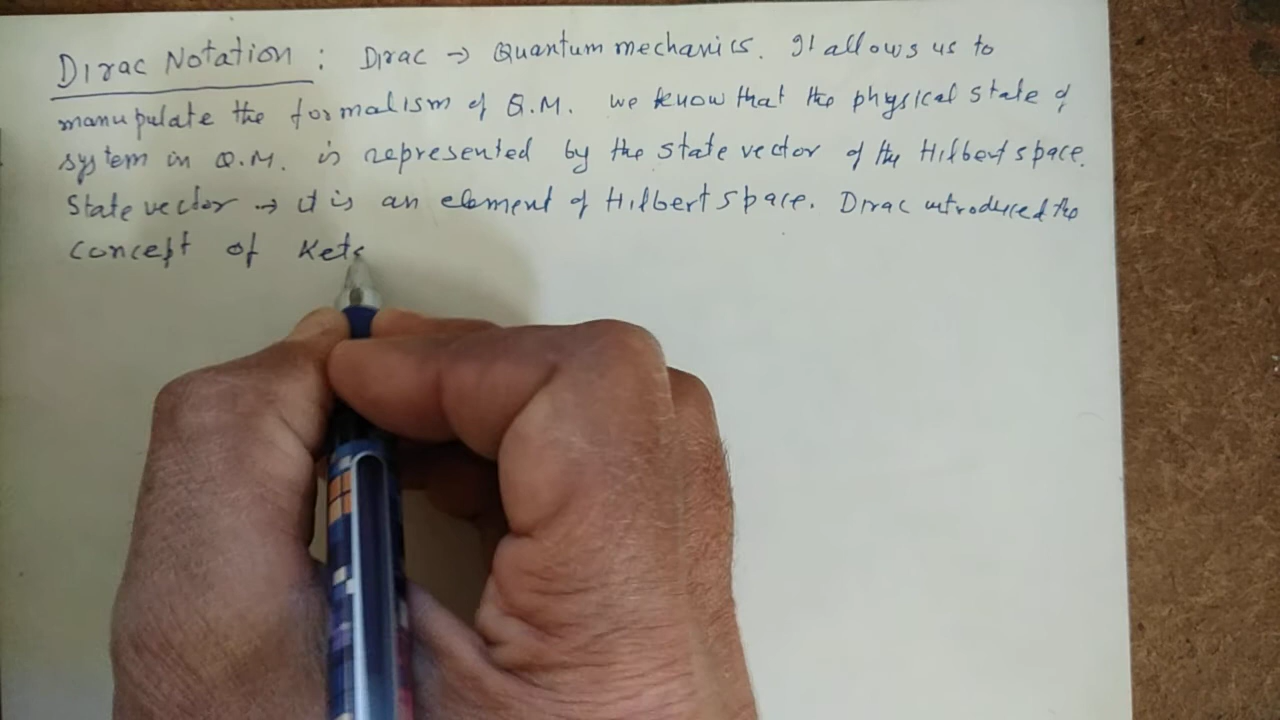 Dirac Notation : Dirac → Quantum mechanics. It allows us to
manupulate the formalism of Q.M. we know that the physical state of
system in Q.M. is represented by the state vector of the Hilbert space.
State vector → it is an element of Hilbert space. Dirac introduced the
concept of Kets